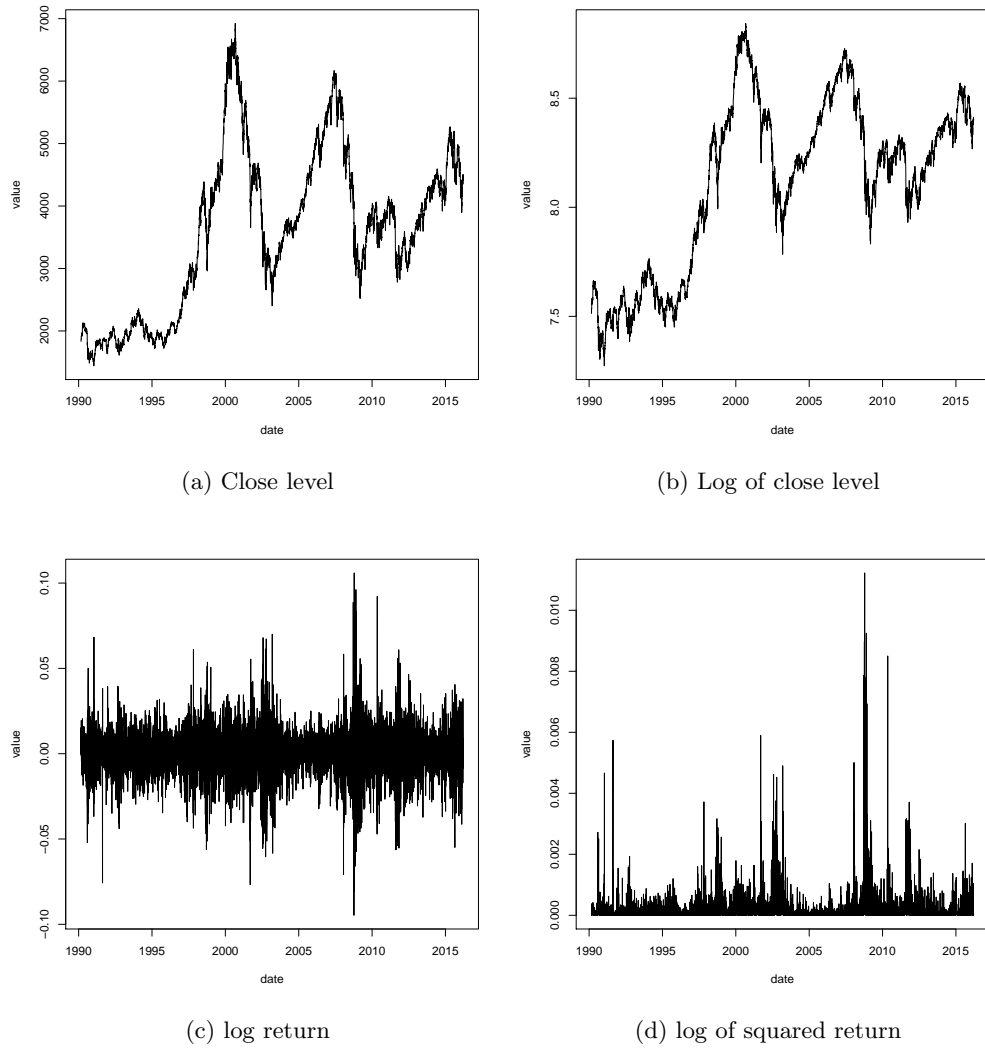 7000
6000
5000
4000
3000
2000
value
1990 1995 2000 2005 2010 2015
date
(a) Close level
8.5
8.0
7.5
value
1990 1995 2000 2005 2010 2015
date
(b) Log of close level
0.10
0.05
0.00
−0.05
−0.10
value
1990 1995 2000 2005 2010 2015
date
(c) log return
0.010
0.008
0.006
0.004
0.002
0.000
value
1990 1995 2000 2005 2010 2015
date
(d) log of squared return